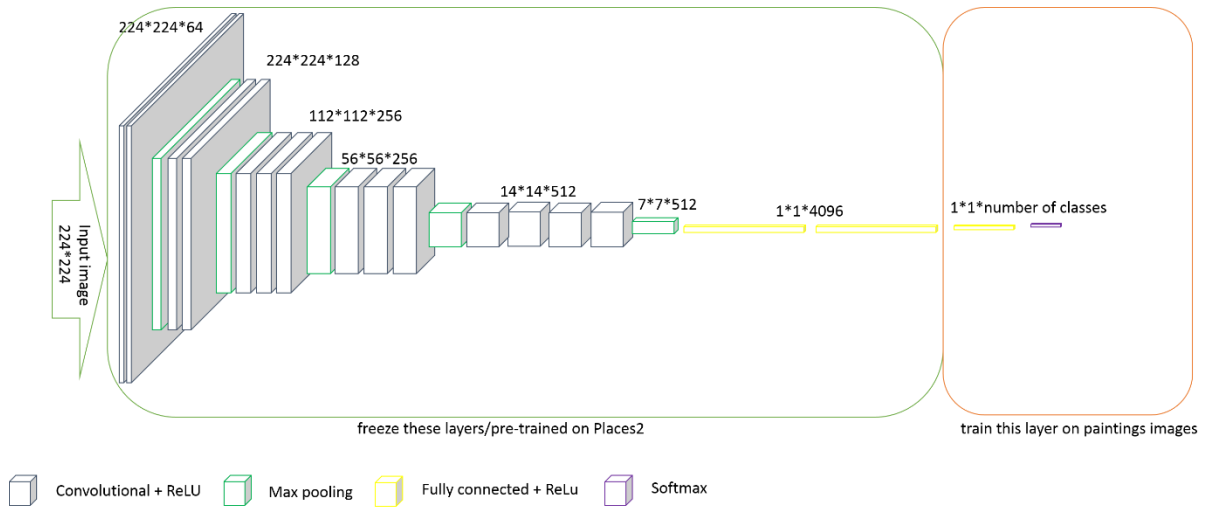 224*224*64
224*224*128
112*112*256
56*56*256
14*14*512
7*7*512
1*1*4096
1*1*number of classes
Input image
224*224
freeze these layers/pre-trained on Places2
train this layer on paintings images
Convolutional + ReLU
Max pooling
Fully connected + ReLu
Softmax